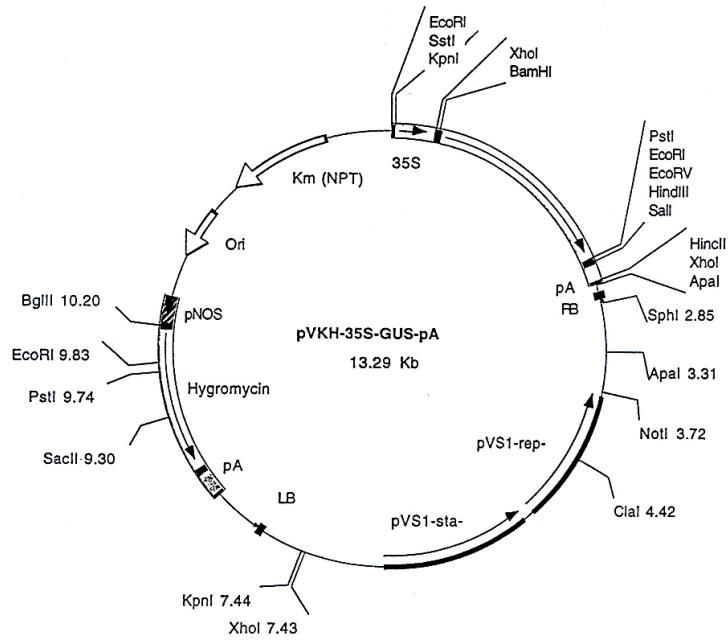 EcoRI
SstI
KpnI
XhoI
BamHI
35S
PstI
EcoRI
EcoRV
HindIII
SalI
HincII
XhoI
ApaI
pA
RB
SphI 2.85
ApaI 3.31
NotI 3.72
ClaI 4.42
pVS1-rep-
pVS1-sta-
XhoI 7.43
KpnI 7.44
LB
pA
SacII 9.30
Hygromycin
PstI 9.74
EcoRI 9.83
BglII 10.20
pNOS
Ori
Km (NPT)
pVKH-35S-GUS-pA
13.29 Kb